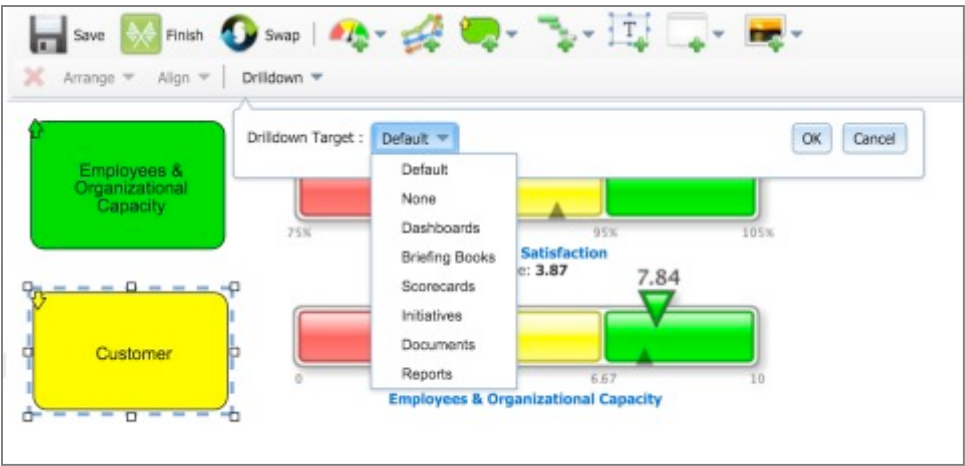 Save Finish Swap T
Arrange Align Drilldown
Drilldown Target : Default OK Cancel
Default
None
Dashboards
Briefing Books
Scorecards
Initiatives
Documents
Reports
Employees &
Organizational
Capacity
75% 95% 105%
Satisfaction
e: 3.87
7.84
Customer
0 6.67 10
Employees & Organizational Capacity